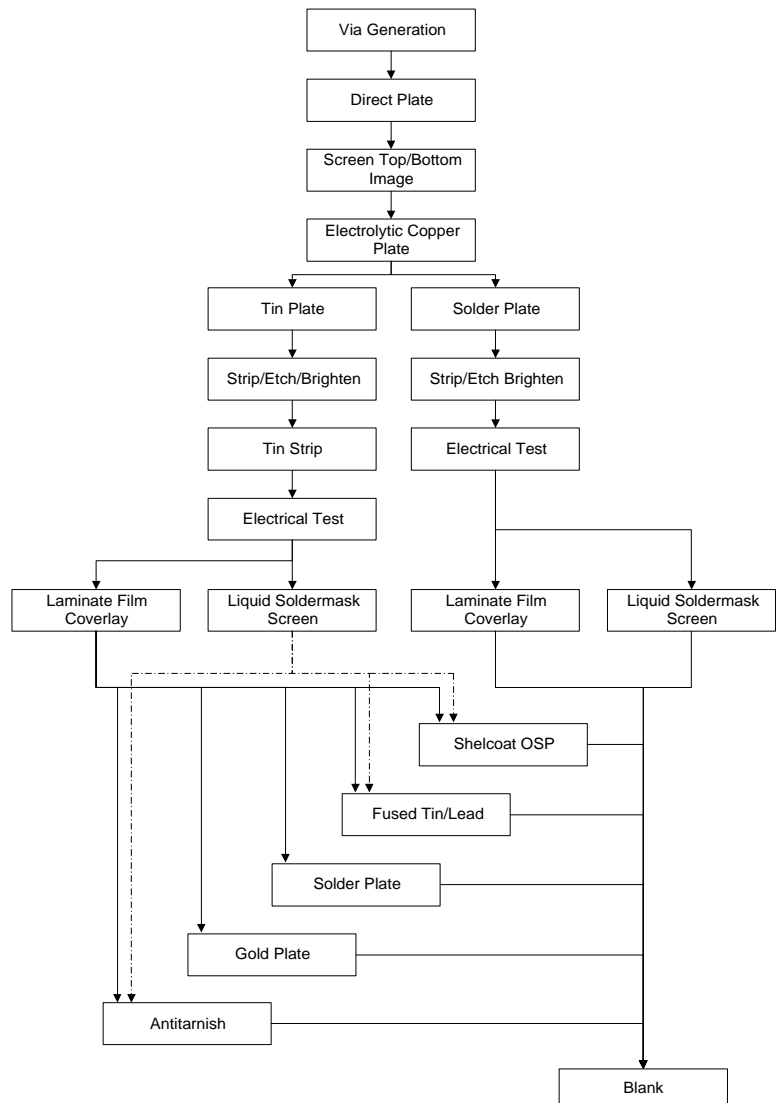 Via Generation
Direct Plate
Screen Top/Bottom
Image
Electrolytic Copper
Plate
Tin Plate
Solder Plate
Strip/Etch/Brighten
Strip/Etch Brighten
Tin Strip
Electrical Test
Electrical Test
Laminate Film
Coverlay
Liquid Soldermask
Screen
Laminate Film
Coverlay
Liquid Soldermask
Screen
Shelcoat OSP
Fused Tin/Lead
Solder Plate
Gold Plate
Antitarnish
Blank